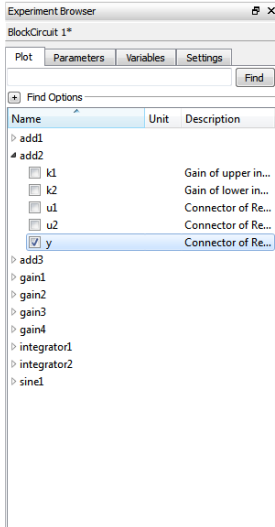 Experiment Browser
BlockCircuit 1*
Plot Parameters Variables Settings
Find
Find Options
Name Unit Description
add1
add2
k1 Gain of upper in...
k2 Gain of lower in...
u1 Connector of Re...
u2 Connector of Re...
y Connector of Re...
add3
gain1
gain2
gain3
gain4
integrator1
integrator2
sine1